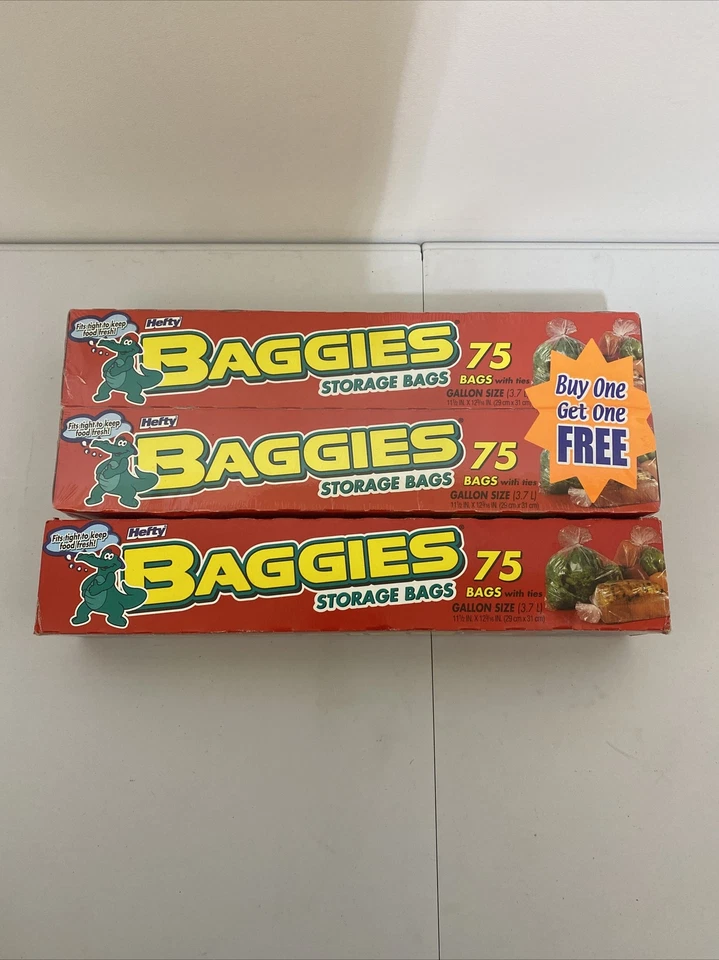 Fits tight to keep
food fresh!
Hefty
BAGGIES
STORAGE BAGS
75
BAGS with ties
GALLON SIZE (3.7 L)
Buy One
Get One
FREE
Fits tight to keep
food fresh!
Hefty
BAGGIES
STORAGE BAGS
75
BAGS with ties
GALLON SIZE (3.7 L)
Fits tight to keep
food fresh!
Hefty
BAGGIES
STORAGE BAGS
75
BAGS with ties
GALLON SIZE (3.7 L)